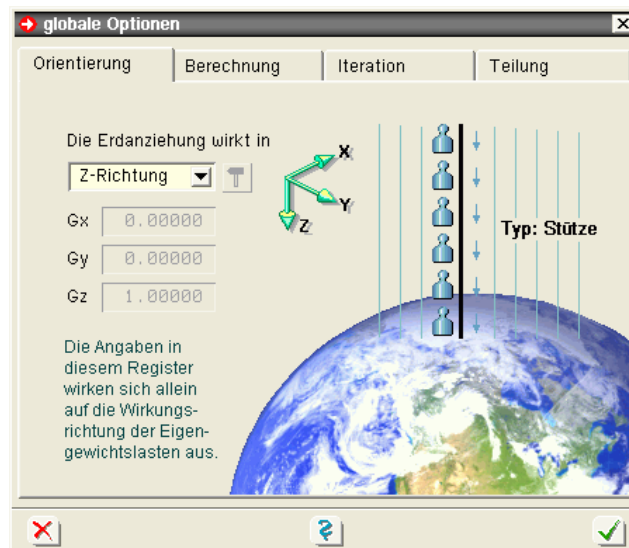 globale Optionen
Orientierung
Berechnung
Iteration
Teilung
Die Erdanziehung wirkt in
Z-Richtung
X
Y
Z
Gx 0.00000
Gy 0.00000
Gz 1.00000
Typ: Stütze
Die Angaben in
diesem Register
wirken sich allein
auf die Wirkungs-
richtung der Eigen-
gewichtslasten aus.